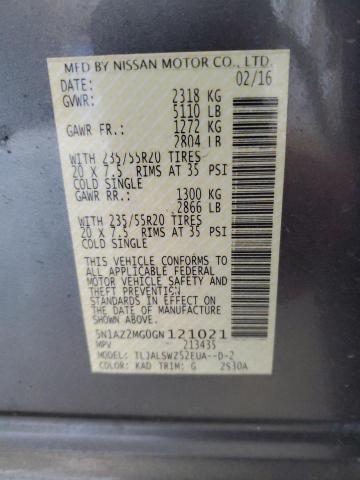 MFD BY NISSAN MOTOR CO., LTD.
DATE: 02/16
GVWR: 2318 KG
5110 LB
GAWR FR.: 1272 KG
2804 LB
WITH 235/55R20 TIRES
20 X 7.5 RIMS AT 35 PSI
COLD SINGLE
GAWR RR.: 1300 KG
2866 LB
WITH 235/55R20 TIRES
20 X 7.5 RIMS AT 35 PSI
COLD SINGLE
THIS VEHICLE CONFORMS TO
ALL APPLICABLE FEDERAL
MOTOR VEHICLE SAFETY
AND THEFT PREVENTION
STANDARDS IN EFFECT ON
THE DATE OF MANUFACTURE
SHOWN ABOVE.
5N1AZ2MG0GN121021
MPV 213435
MODEL: TLJALSWZ52EUA--D-2
COLOR: KAD TRIM: G 2S30A